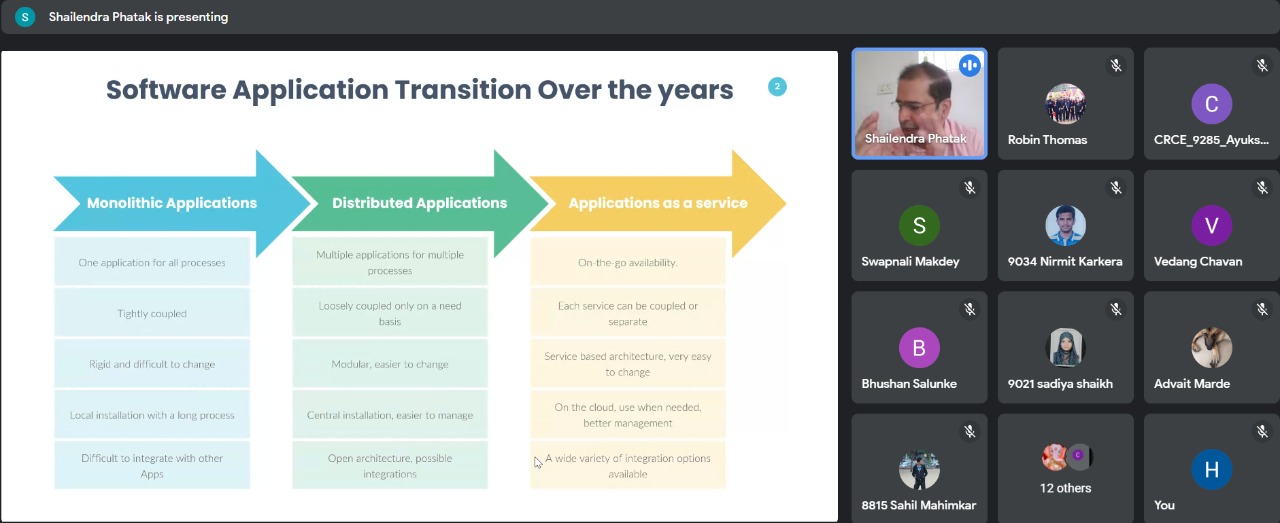 S
Shailendra Phatak is presenting
Software Application Transition Over the years
2
Monolithic Applications
Distributed Applications
Applications as a service
One application for all processes
Multiple applications for multiple
processes
On-the-go availability.
Tightly coupled
Loosely coupled only on a need
basis
Each service can be coupled or
separate
Rigid and difficult to change
Modular, easier to change
Service based architecture, very easy
to change
Local installation with a long process
Central installation, easier to manage
On the cloud, use when needed,
better management
Difficult to integrate with other
Apps
Open architecture, possible
integrations
A wide variety of integration options
available
Shailendra Phatak
Robin Thomas
C
CRCE_9285_Ayuks...
S
Swapnali Makdey
9034 Nirmit Karkera
V
Vedang Chavan
B
Bhushan Salunke
9021 sadiya shaikh
Advait Marde
8815 Sahil Mahimkar
C
12 others
H
You